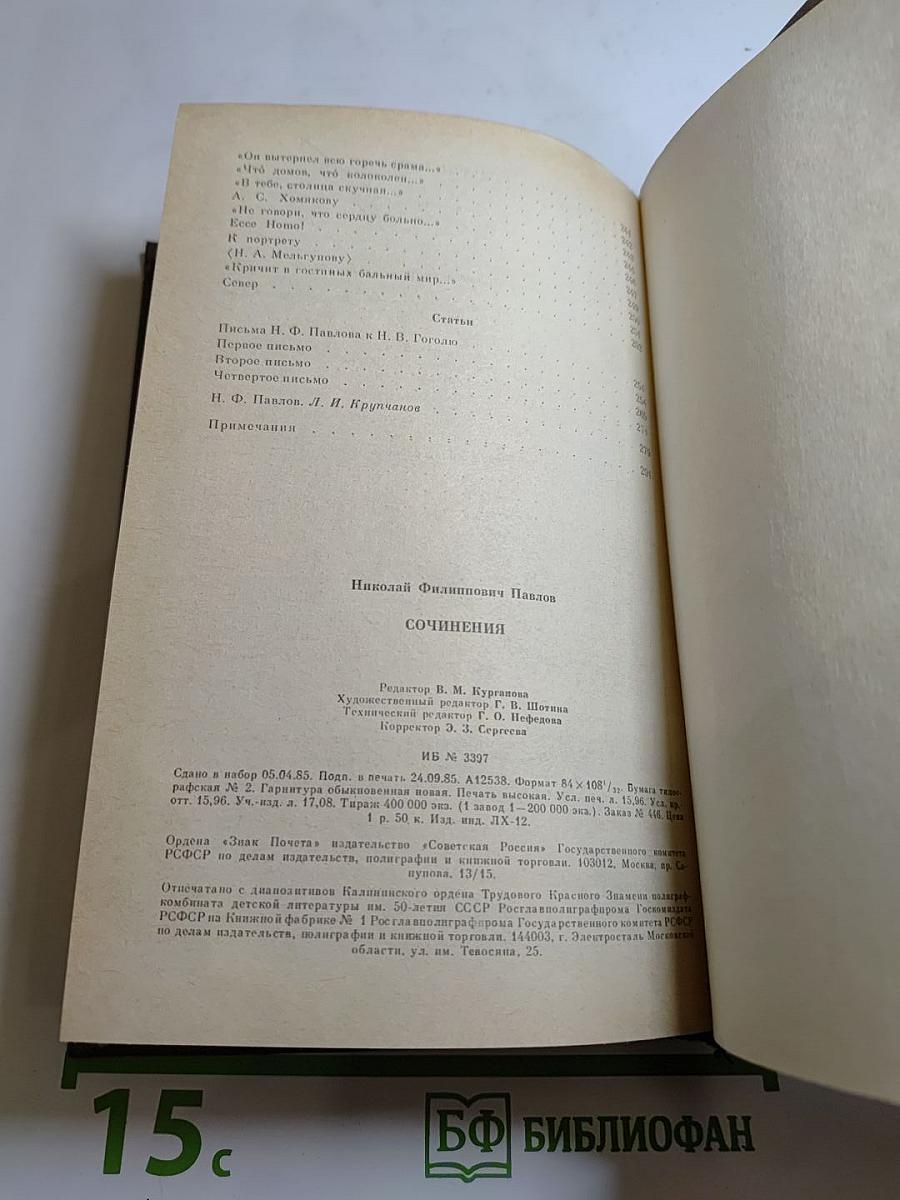 «Он вытерпел всю горечь срама...»
«Что́ домов, что́ колоколен...»
«В тебе, столица скучная...»
А. С. Хомякову
«Не говори, что сердцу больно...» 241
Ecce Homo! 242
К портрету 243
⟨Н. А. Мельгунову⟩
«Кричит в гостиных бальный мир...»
Север
Статьи
Письма Н. Ф. Павлова к Н. В. Гоголю
Первое письмо 254
Второе письмо
Четвертое письмо
Н. Ф. Павлов. Л. И. Крупчанов 279
Примечания 291
Николай Филиппович Павлов
СОЧИНЕНИЯ
Редактор В. М. Курганова
Художественный редактор Г. В. Шотина
Технический редактор Г. О. Нефедова
Корректор Э. З. Сергеева
ИБ № 3397
Сдано в набор 05.04.85. Подп. в печать 24.09.85. А12538. Формат 84×108¹/₃₂. Бумага типог-
рафская № 2. Гарнитура обыкновенная новая. Печать высокая. Усл. печ. л. 15,96. Усл. кр.-
отт. 15,96. Уч.-изд. л. 17,08. Тираж 400 000 экз. (1 завод 1—200 000 экз.). Заказ № 446. Цена
1 р. 50 к. Изд. инд. ЛХ-12.
Ордена «Знак Почета» издательство «Советская Россия» Государственного комитета
РСФСР по делам издательств, полиграфии и книжной торговли. 103012, Москва, пр. Са-
пунова, 13/15.
Отпечатано с диапозитивов Калининского ордена Трудового Красного Знамени полиграф-
комбината детской литературы им. 50-летия СССР Росглавполиграфпрома Госкомиздата
РСФСР на Книжной фабрике № 1 Росглавполиграфпрома Государственного комитета РСФСР
по делам издательств, полиграфии и книжной торговли. 144003, г. Электросталь Московской
области, ул. им. Тевосяна, 25.
15 с
БФ БИБЛИОФАН